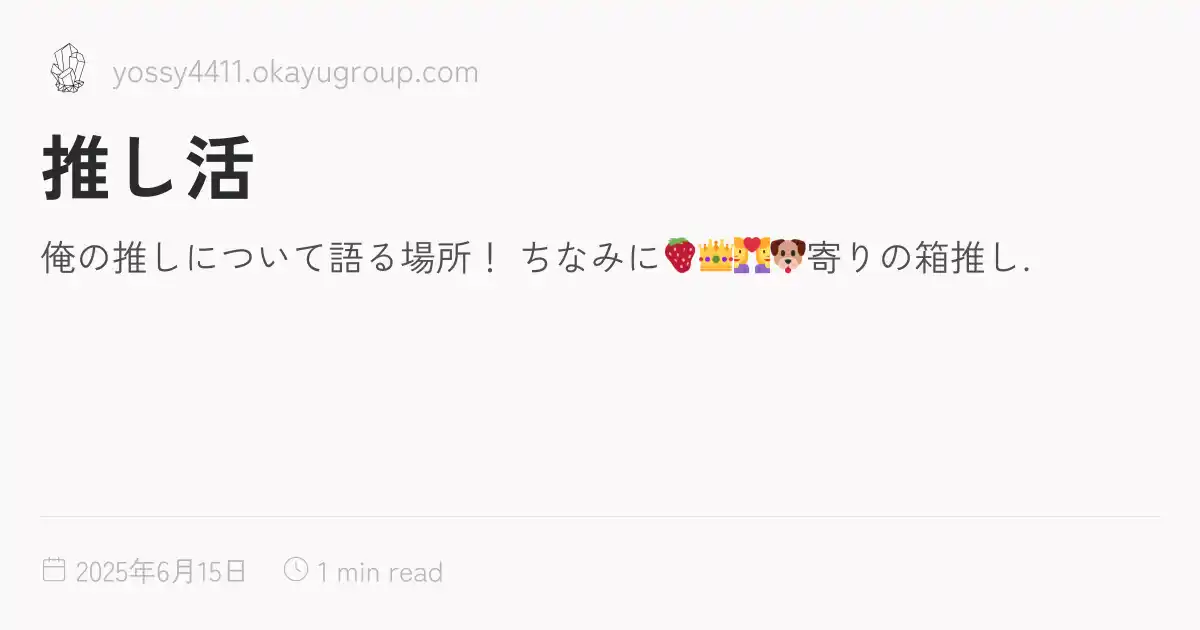 yossy4411.okayugroup.com
推し活
俺の推しについて語る場所！ ちなみに🍓👑👩‍❤️‍👩🐶寄りの箱推し.
2025年6月15日 1 min read